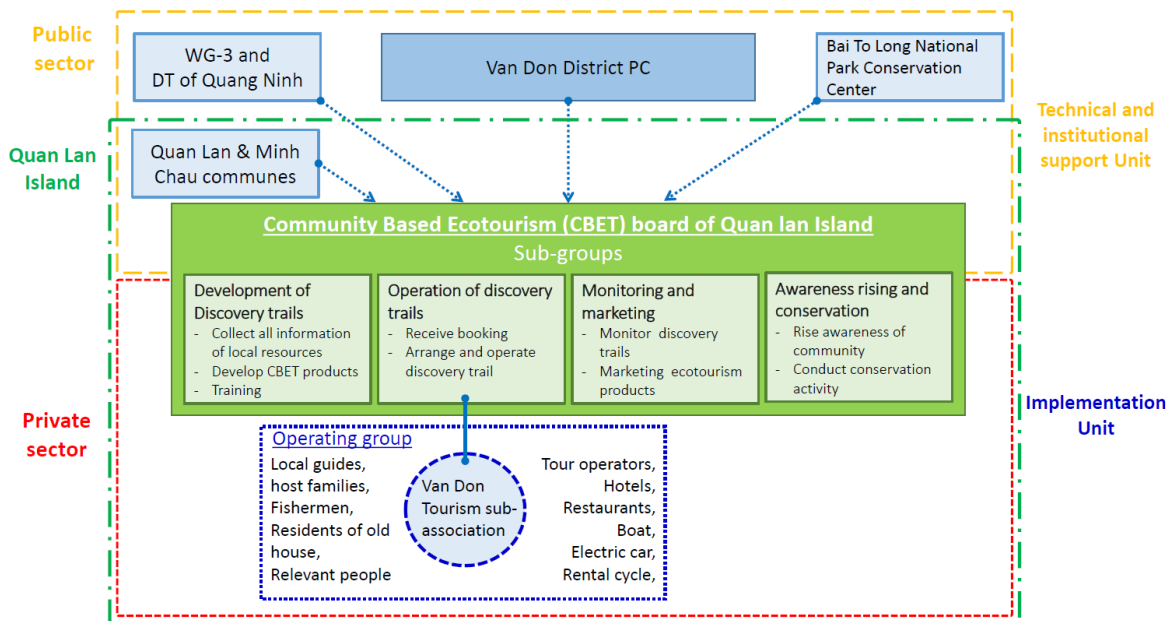 Public
sector
WG-3 and
DT of Quang Ninh
Van Don District PC
Bai To Long National
Park Conservation
Center
Technical and
institutional
support Unit
Quan Lan
Island
Quan Lan & Minh
Chau communes
Community Based Ecotourism (CBET) board of Quan lan Island
Sub-groups
Development of
Discovery trails
- Collect all information
of local resources
- Develop CBET products
- Training
Operation of discovery
trails
- Receive booking
- Arrange and operate
discovery trail
Monitoring and
marketing
- Monitor discovery
trails
- Marketing ecotourism
products
Awareness rising and
conservation
- Rise awareness of
community
- Conduct conservation
activity
Private
sector
Implementation
Unit
Operating group
Local guides,
host families,
Fishermen,
Residents of old
house,
Relevant people
Van Don
Tourism sub-
association
Tour operators,
Hotels,
Restaurants,
Boat,
Electric car,
Rental cycle,